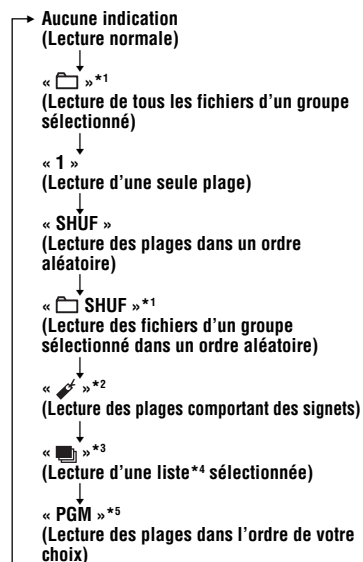 Aucune indication
(Lecture normale)
« »*1
(Lecture de tous les fichiers d’un groupe
sélectionné)
« 1 »
(Lecture d’une seule plage)
« SHUF »
(Lecture des plages dans un ordre
aléatoire)
« SHUF »*1
(Lecture des fichiers d’un groupe
sélectionné dans un ordre aléatoire)
« »*2
(Lecture des plages comportant des signets)
« »*3
(Lecture d’une liste*4 sélectionnée)
« PGM »*5
(Lecture des plages dans l’ordre de votre
choix)